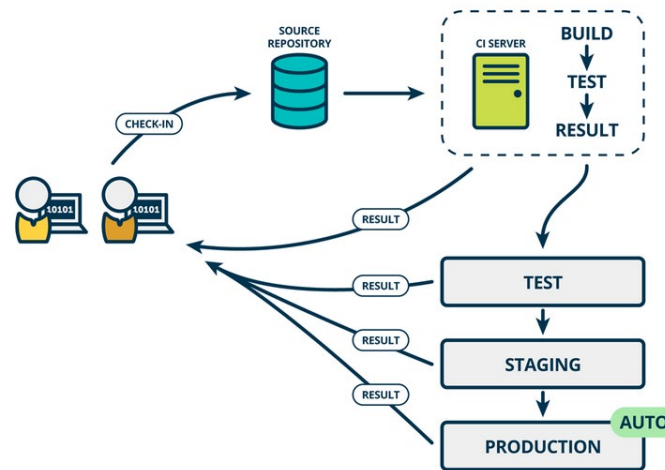 SOURCE
REPOSITORY
CI SERVER
BUILD
TEST
RESULT
CHECK-IN
10101
10101
RESULT
RESULT
TEST
RESULT
STAGING
RESULT
AUTO
PRODUCTION